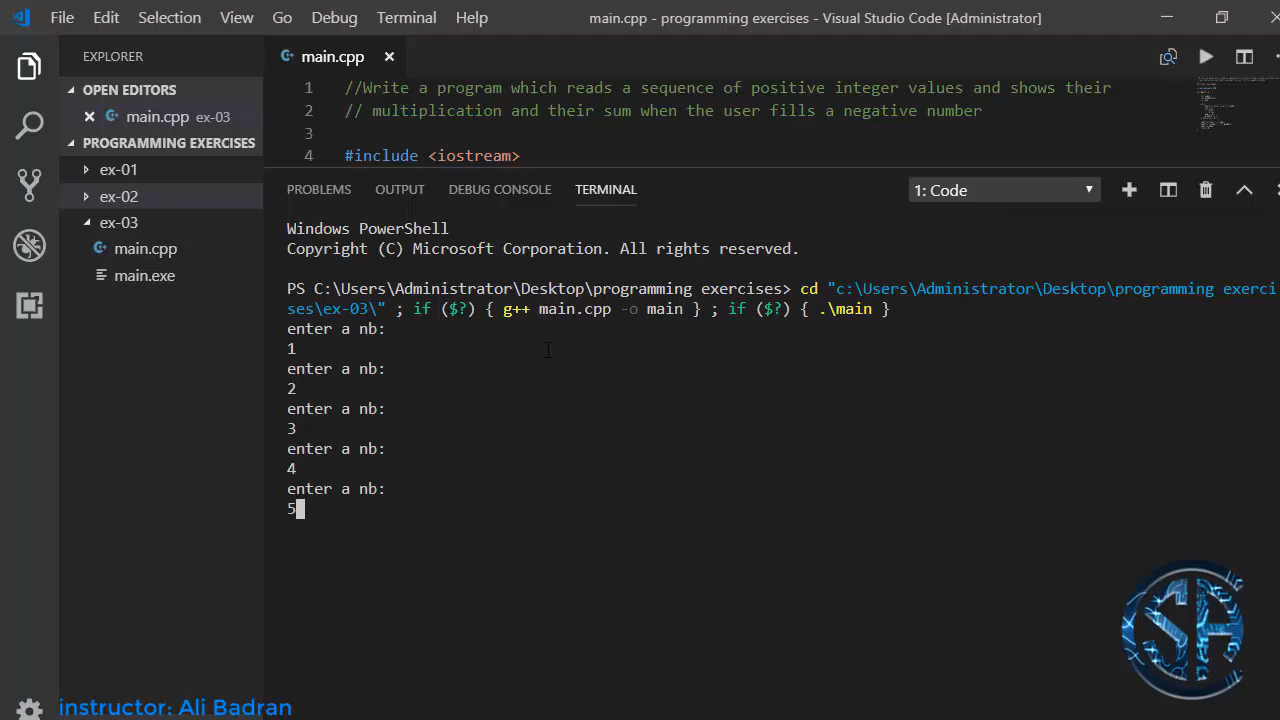 File Edit Selection View Go Debug Terminal Help main.cpp - programming exercises - Visual Studio Code [Administrator]
EXPLORER
OPEN EDITORS
main.cpp ex-03
PROGRAMMING EXERCISES
ex-01
ex-02
ex-03
main.cpp
main.exe
main.cpp
1 //Write a program which reads a sequence of positive integer values and shows their
2 // multiplication and their sum when the user fills a negative number
3
4 #include <iostream>
PROBLEMS OUTPUT DEBUG CONSOLE TERMINAL 1: Code
Windows PowerShell
Copyright (C) Microsoft Corporation. All rights reserved.
PS C:\Users\Administrator\Desktop\programming exercises> cd "c:\Users\Administrator\Desktop\programming exerci
ses\ex-03\" ; if ($?) { g++ main.cpp -o main } ; if ($?) { .\main }
enter a nb:
1
enter a nb:
2
enter a nb:
3
enter a nb:
4
enter a nb:
5
SH
instructor: Ali Badran